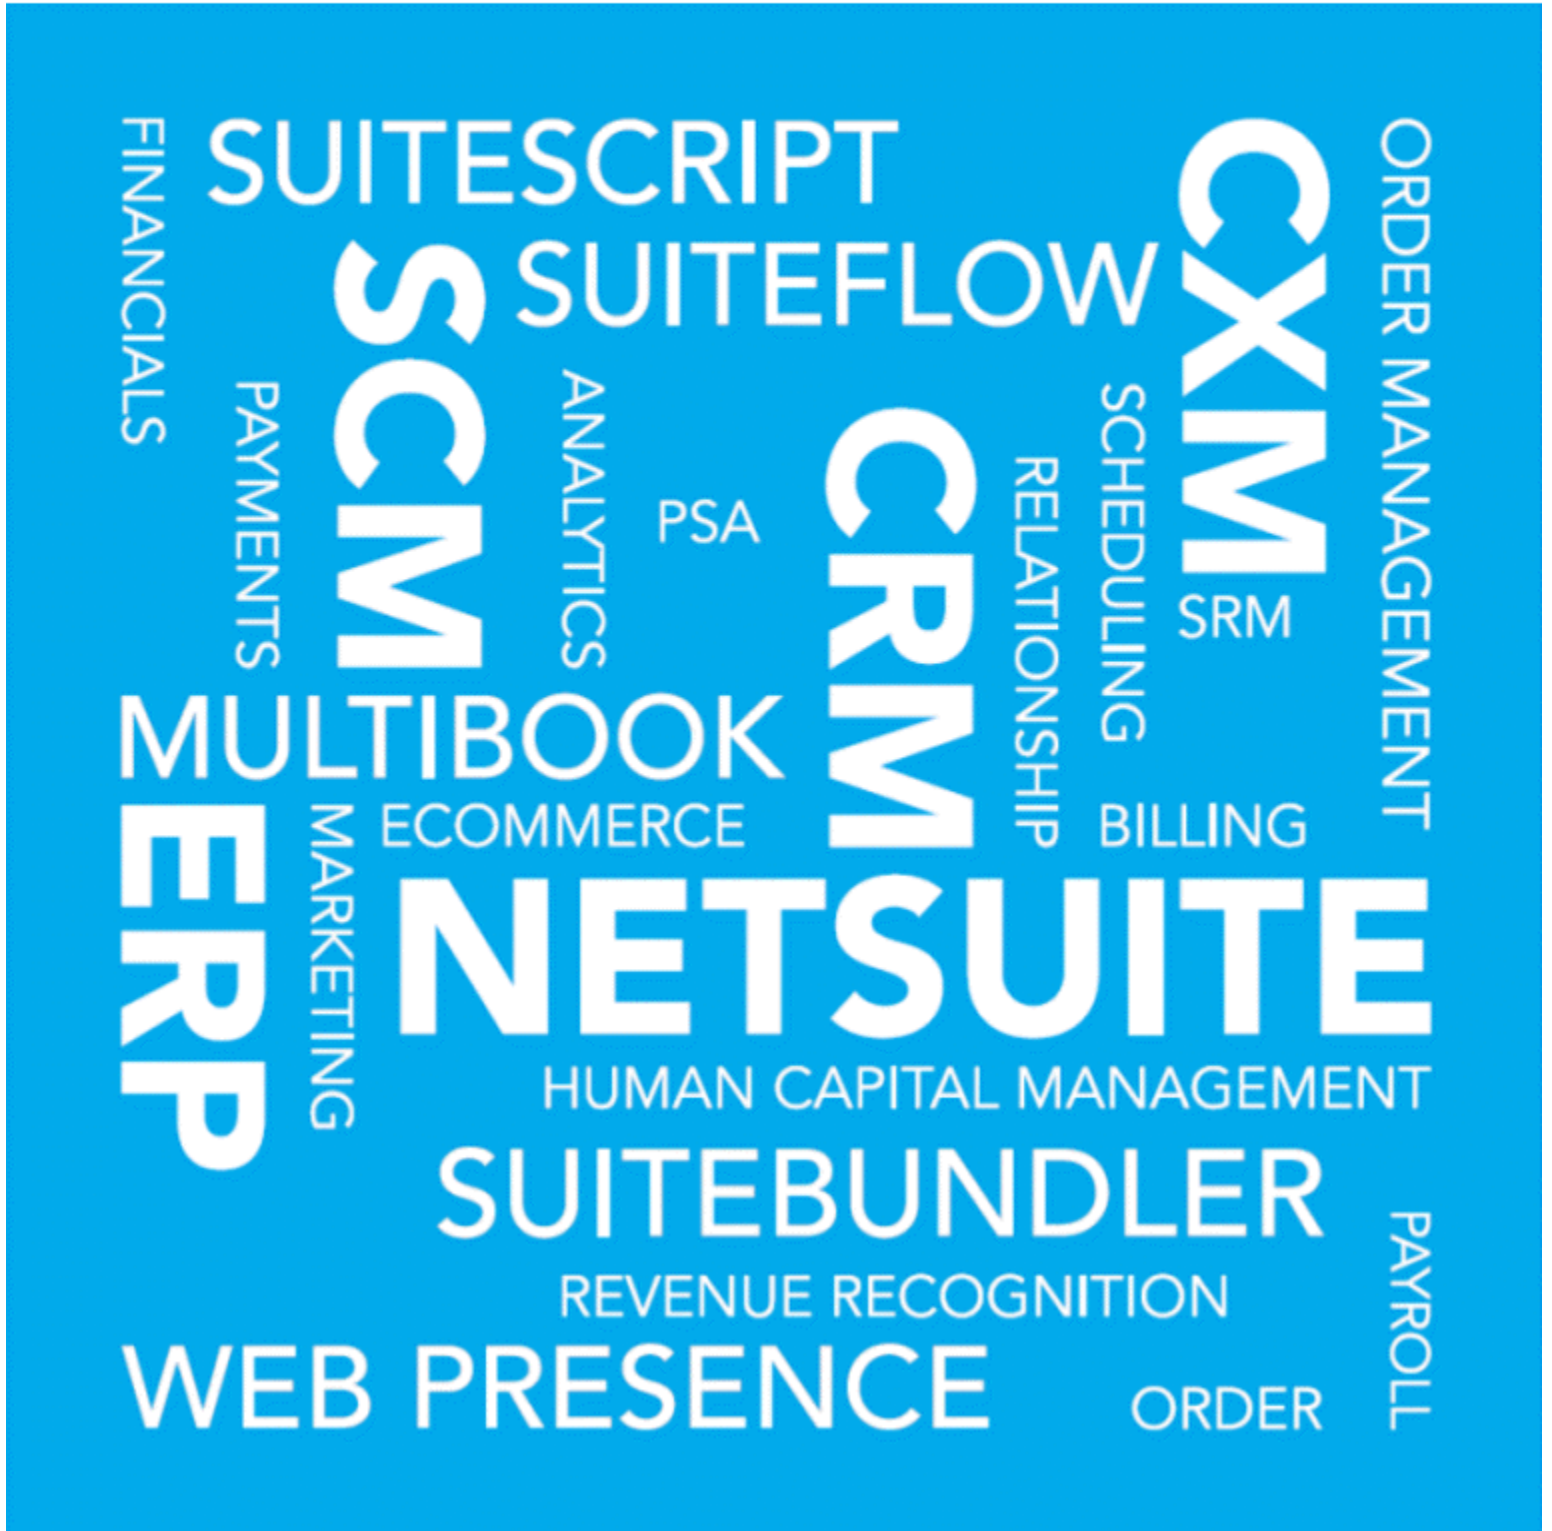 FINANCIALS
SUITESCRIPT
CXM
ORDER MANAGEMENT
SCM
SUITEFLOW
PAYMENTS
ANALYTICS
PSA
CRM
RELATIONSHIP
SCHEDULING
SRM
MULTIBOOK
ERP
MARKETING
ECOMMERCE
BILLING
NETSUITE
HUMAN CAPITAL MANAGEMENT
SUITEBUNDLER
PAYROLL
REVENUE RECOGNITION
WEB PRESENCE
ORDER